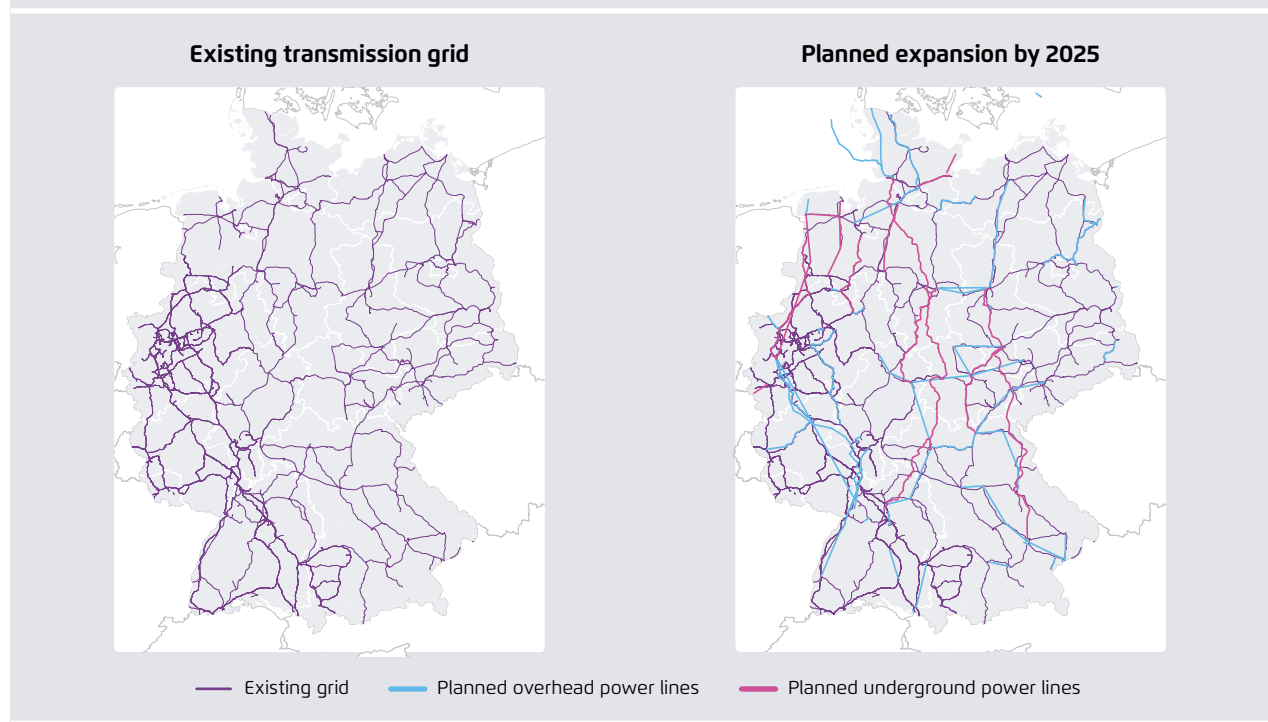 Existing transmission grid
Planned expansion by 2025
Existing grid
Planned overhead power lines
Planned underground power lines